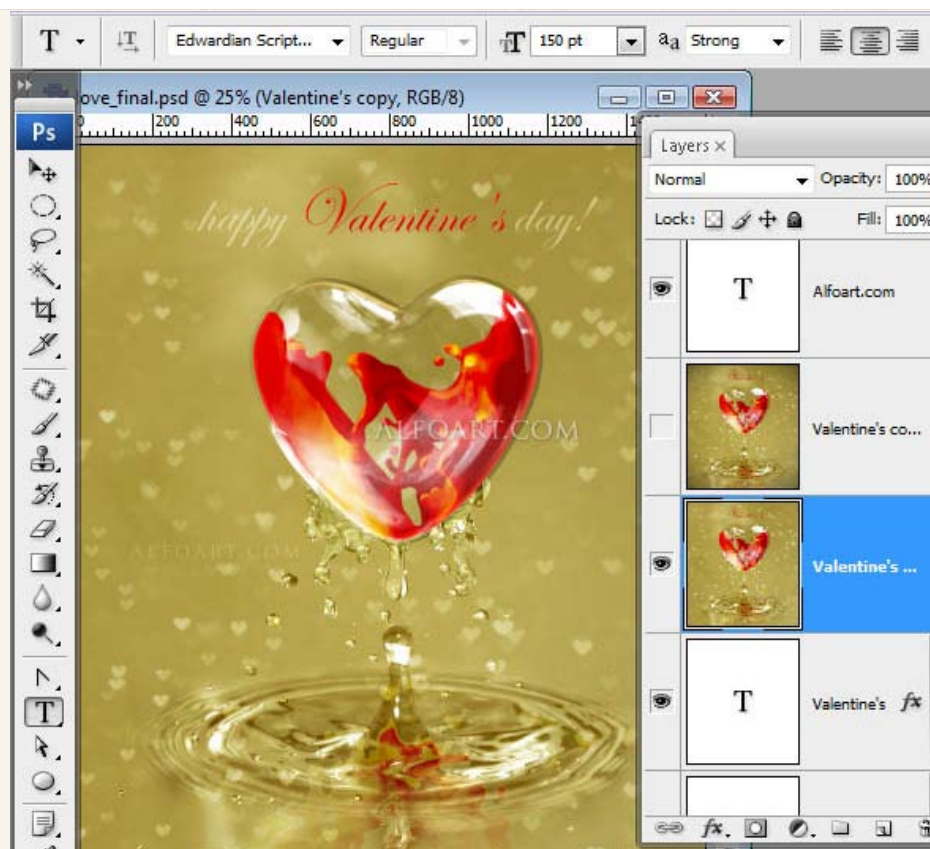 T Edwardian Script... Regular T 150 pt aa Strong
ove_final.psd @ 25% (Valentine's copy, RGB/8)
200 400 600 800 1000 1200
Ps
Layers ×
Normal Opacity: 100%
Lock: Fill: 100%
happy Valentine's day!
T Alfoart.com
Valentine's co...
ALFOART.COM
ALFOART.COM
Valentine's ...
T Valentine's fx
T
fx.